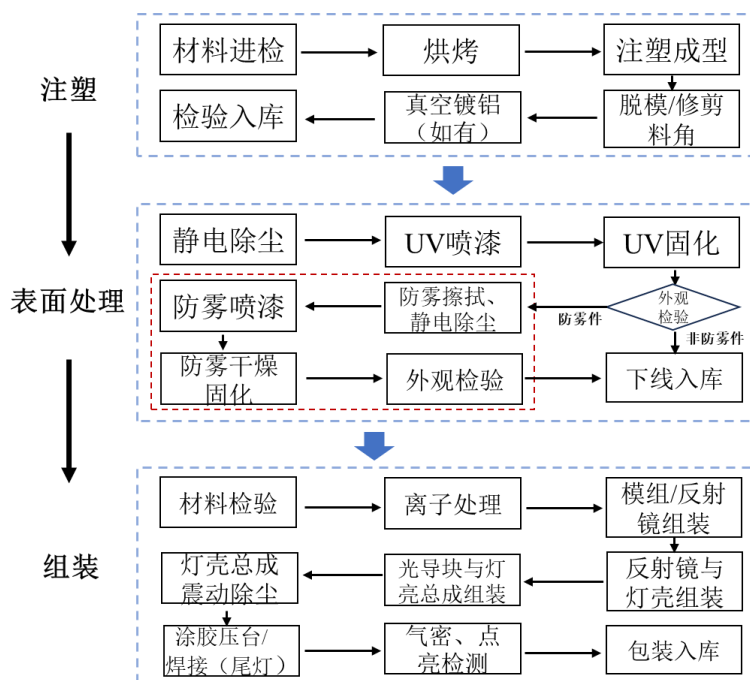 注塑
材料进检
烘烤
注塑成型
脱模/修剪
料角
真空镀铝
（如有）
检验入库
表面处理
静电除尘
UV喷漆
UV固化
外观
检验
防雾件
非防雾件
防雾擦拭、
静电除尘
防雾喷漆
防雾干燥
固化
外观检验
下线入库
组装
材料检验
离子处理
模组/反射
镜组装
反射镜与
灯壳组装
光导块与灯
亮总成组装
灯壳总成
震动除尘
涂胶压台/
焊接（尾灯）
气密、点
亮检测
包装入库